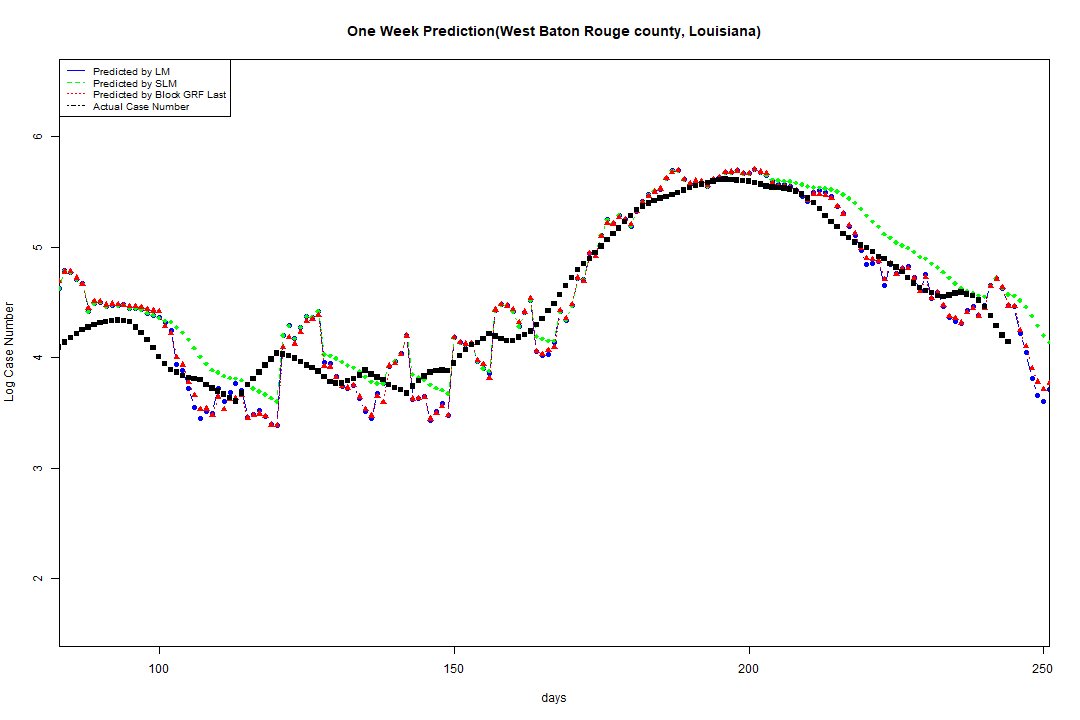 One Week Prediction(West Baton Rouge county, Louisiana)
Predicted by LM
Predicted by SLM
Predicted by Block GRF Last
Actual Case Number
6
5
4
3
2
Log Case Number
100 150 200 250
days